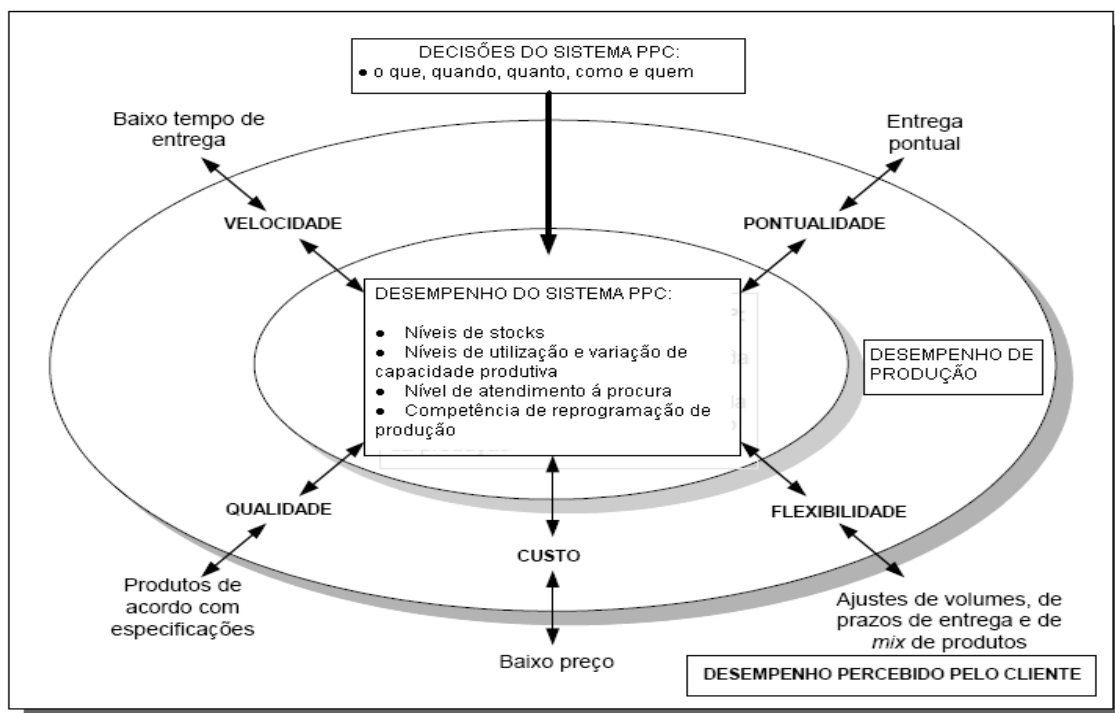 DECISÕES DO SISTEMA PPC:
● o que, quando, quanto, como e quem
Baixo tempo de
entrega
Entrega
pontual
VELOCIDADE
PONTUALIDADE
DESEMPENHO DO SISTEMA PPC:
● Níveis de stocks
● Níveis de utilização e variação de
capacidade produtiva
● Nível de atendimento á procura
● Competência de reprogramação de
produção
DESEMPENHO DE
PRODUÇÃO
QUALIDADE
FLEXIBILIDADE
CUSTO
Produtos de
acordo com
especificações
Baixo preço
Ajustes de volumes, de
prazos de entrega e de
mix de produtos
DESEMPENHO PERCEBIDO PELO CLIENTE